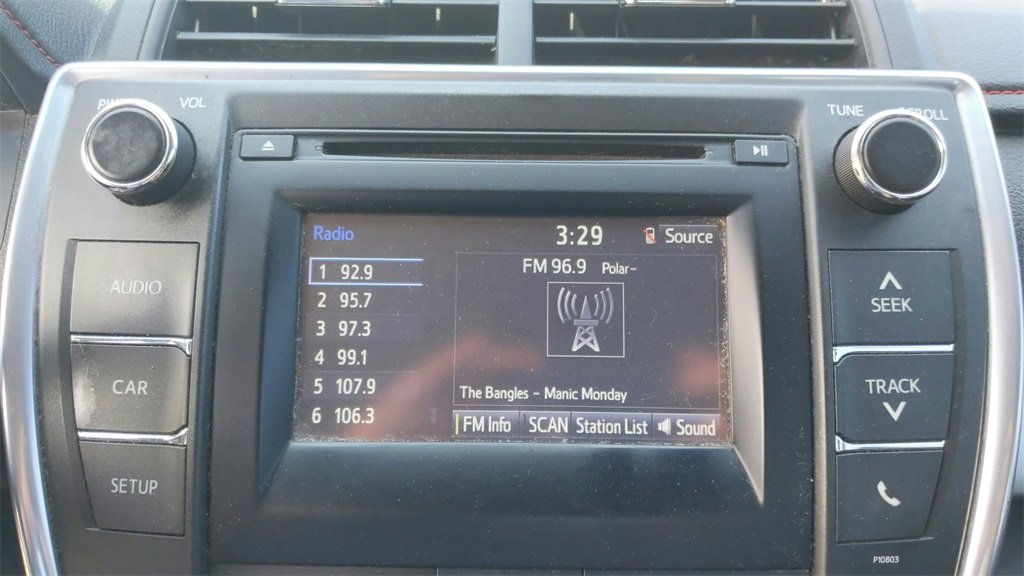 VOL
TUNE SCROLL
Radio 3:29 Source
FM 96.9 Polar-
1 92.9
2 95.7
3 97.3
4 99.1
5 107.9
6 106.3
The Bangles - Manic Monday
FM Info SCAN Station List Sound
AUDIO
CAR
SETUP
SEEK
TRACK
P10803